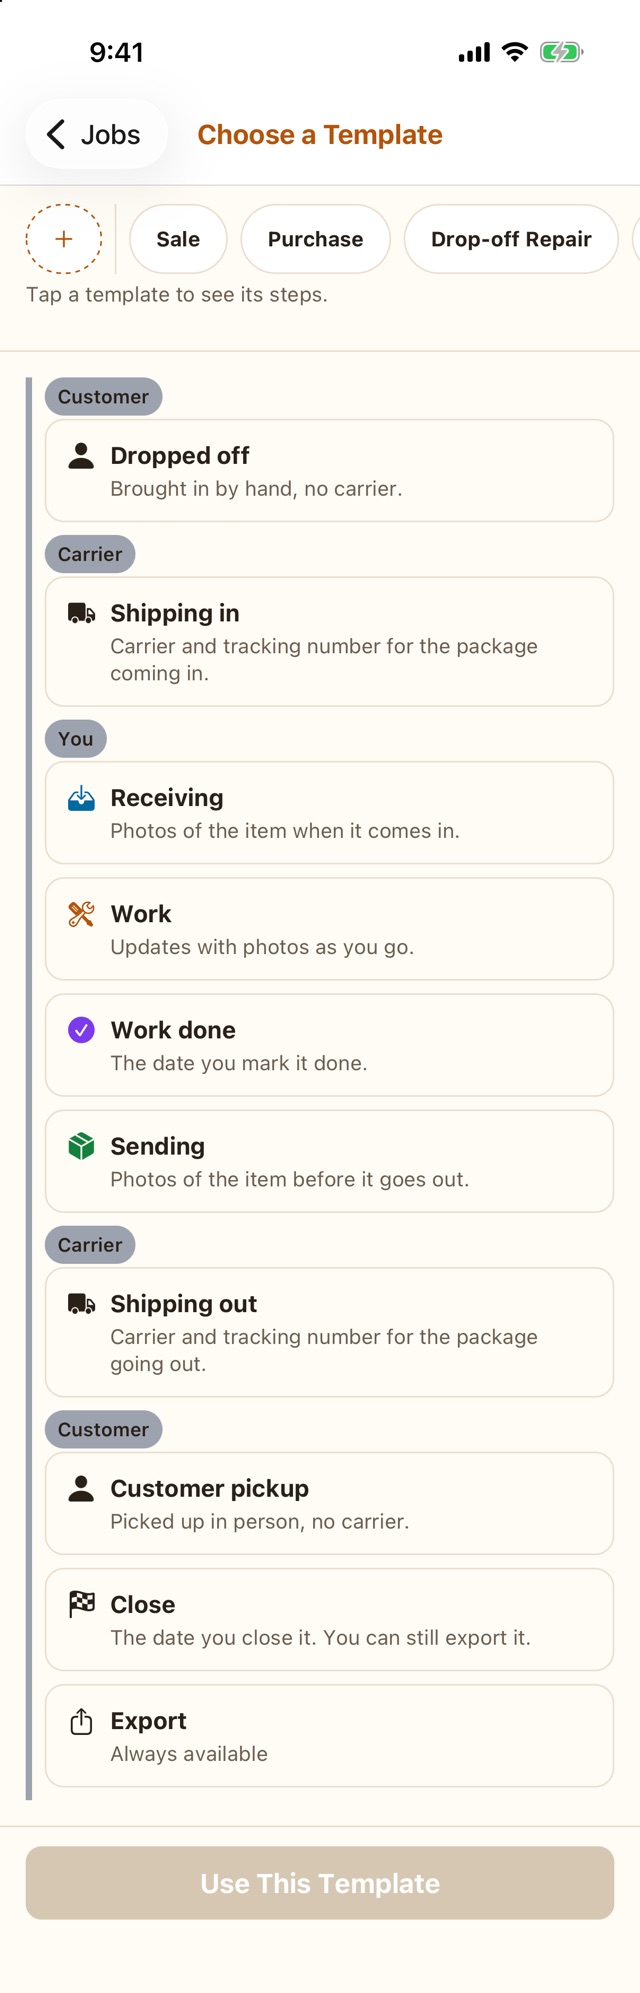 9:41
Jobs
Choose a Template
+
Sale
Purchase
Drop-off Repair
Tap a template to see its steps.
Customer
Dropped off
Brought in by hand, no carrier.
Carrier
Shipping in
Carrier and tracking number for the package
coming in.
You
Receiving
Photos of the item when it comes in.
Work
Updates with photos as you go.
Work done
The date you mark it done.
Sending
Photos of the item before it goes out.
Carrier
Shipping out
Carrier and tracking number for the package
going out.
Customer
Customer pickup
Picked up in person, no carrier.
Close
The date you close it. You can still export it.
Export
Always available
Use This Template